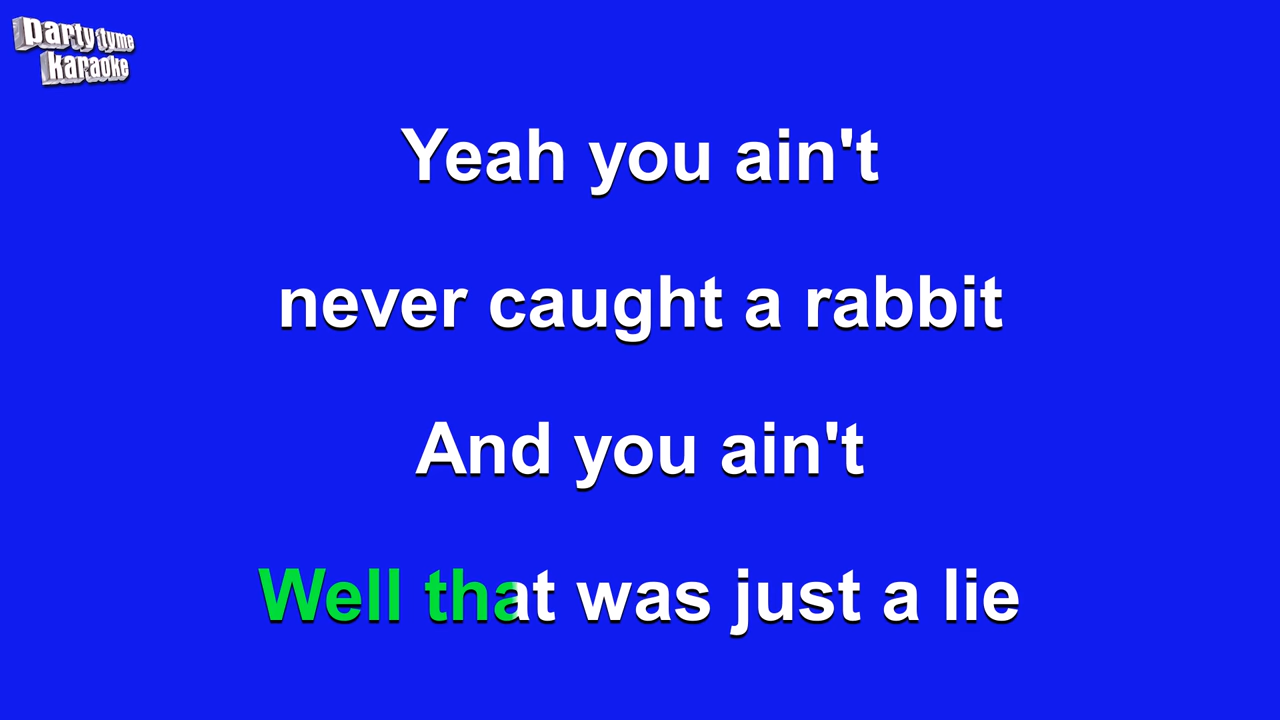 party tyme
karaoke
Yeah you ain't
never caught a rabbit
And you ain't
Well that was just a lie